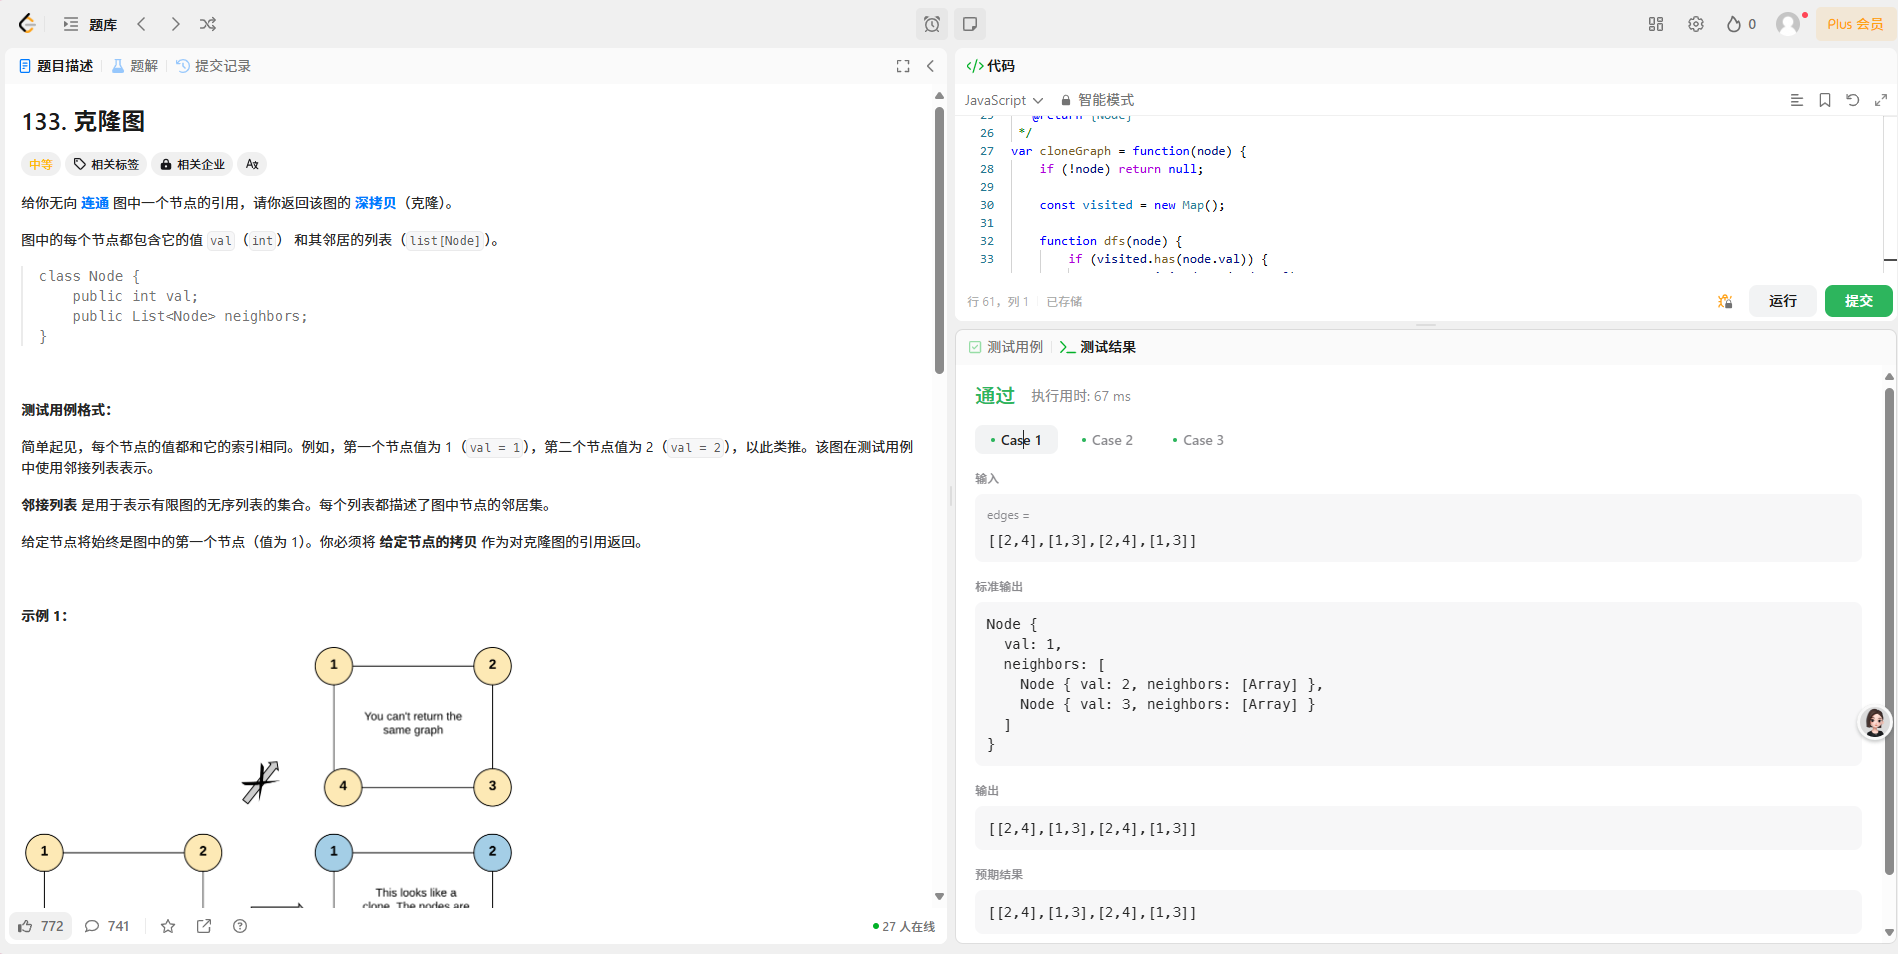 题库
0
Plus 会员
题目描述
题解
提交记录
133. 克隆图
中等
相关标签
相关企业
给你无向 连通 图中一个节点的引用，请你返回该图的 深拷贝（克隆）。
图中的每个节点都包含它的值 val（int） 和其邻居的列表（list[Node]）。
class Node {
    public int val;
    public List<Node> neighbors;
}
测试用例格式：
简单起见，每个节点的值都和它的索引相同。例如，第一个节点值为 1（val = 1），第二个节点值为 2（val = 2），以此类推。该图在测试用例
中使用邻接列表表示。
邻接列表 是用于表示有限图的无序列表的集合。每个列表都描述了图中节点的邻居集。
给定节点将始终是图中的第一个节点（值为 1）。你必须将 给定节点的拷贝 作为对克隆图的引用返回。
示例 1：
1
2
You can't return the
same graph
4
3
1
2
1
2
This looks like a
clone. The nodes are
772
741
27 人在线
代码
JavaScript
智能模式
25 @return {Node}
26 */
27 var cloneGraph = function(node) {
28     if (!node) return null;
29
30     const visited = new Map();
31
32     function dfs(node) {
33         if (visited.has(node.val)) {
行 61，列 1
已存储
运行
提交
测试用例
测试结果
通过
执行用时: 67 ms
Case 1
Case 2
Case 3
输入
edges =
[[2,4],[1,3],[2,4],[1,3]]
标准输出
Node {
  val: 1,
  neighbors: [
    Node { val: 2, neighbors: [Array] },
    Node { val: 3, neighbors: [Array] }
  ]
}
输出
[[2,4],[1,3],[2,4],[1,3]]
预期结果
[[2,4],[1,3],[2,4],[1,3]]